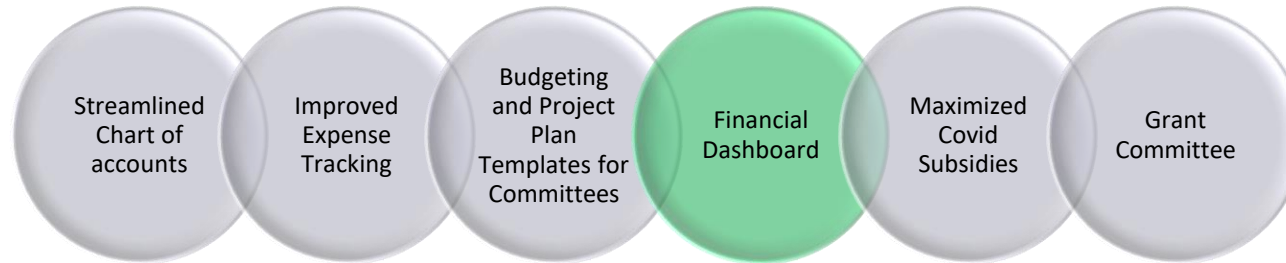 Streamlined
Chart of
accounts
Improved
Expense
Tracking
Budgeting
and Project
Plan
Templates for
Committees
Financial
Dashboard
Maximized
Covid
Subsidies
Grant
Committee